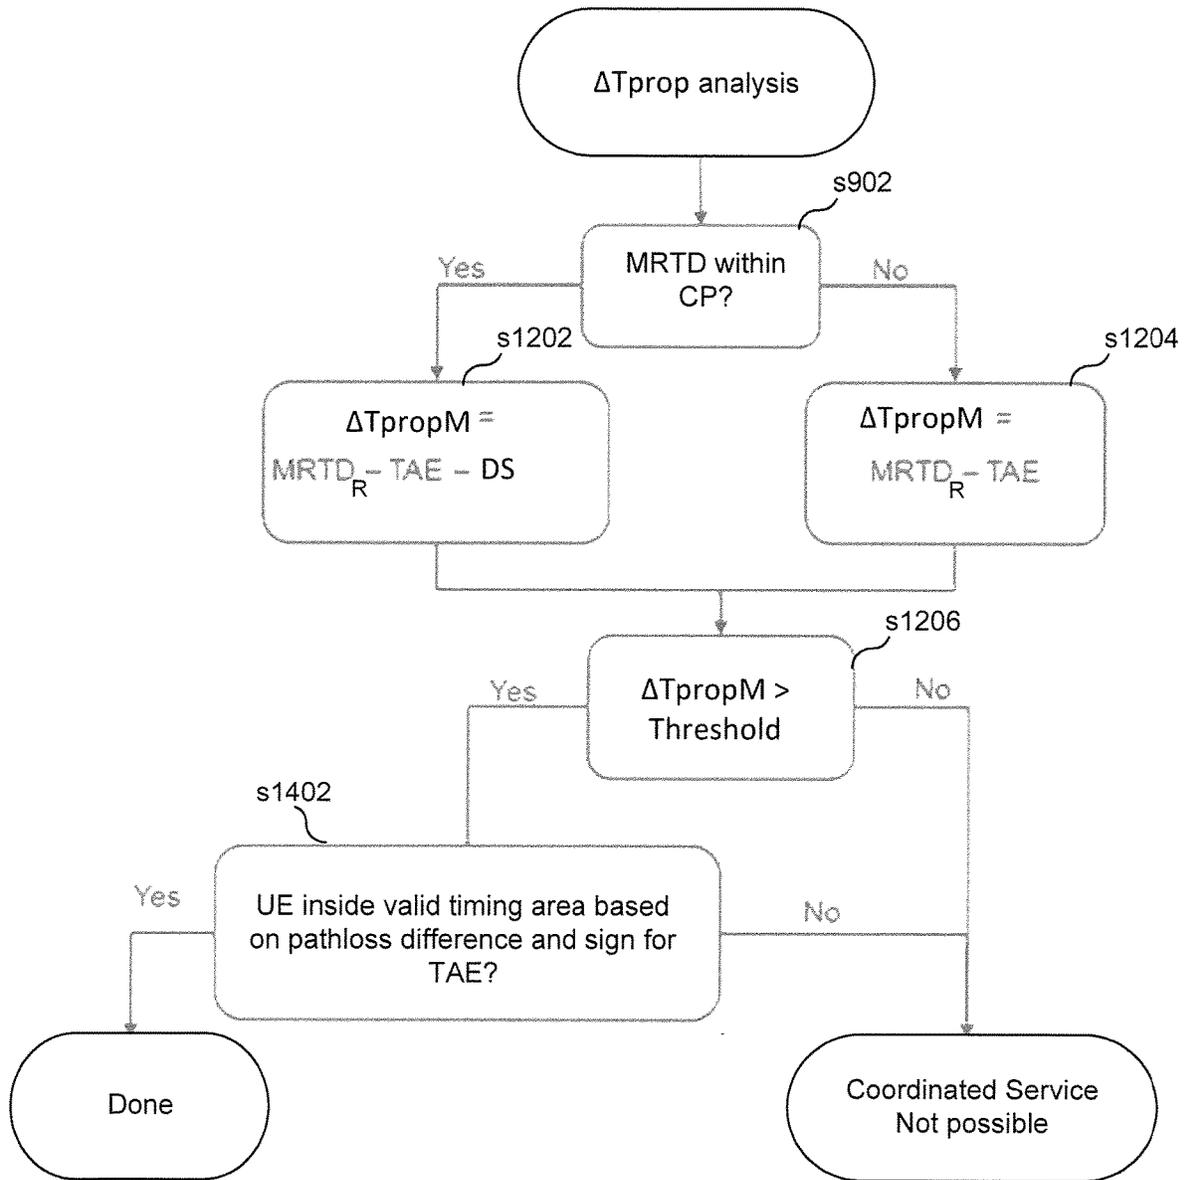 ΔTprop analysis
s902
MRTD within
CP?
Yes
No
s1202
s1204
ΔTpropM =
MRTD_R – TAE – DS
ΔTpropM =
MRTD_R – TAE
s1206
ΔTpropM >
Threshold
Yes
No
s1402
UE inside valid timing area based
on pathloss difference and sign for
TAE?
Yes
No
Done
Coordinated Service
Not possible